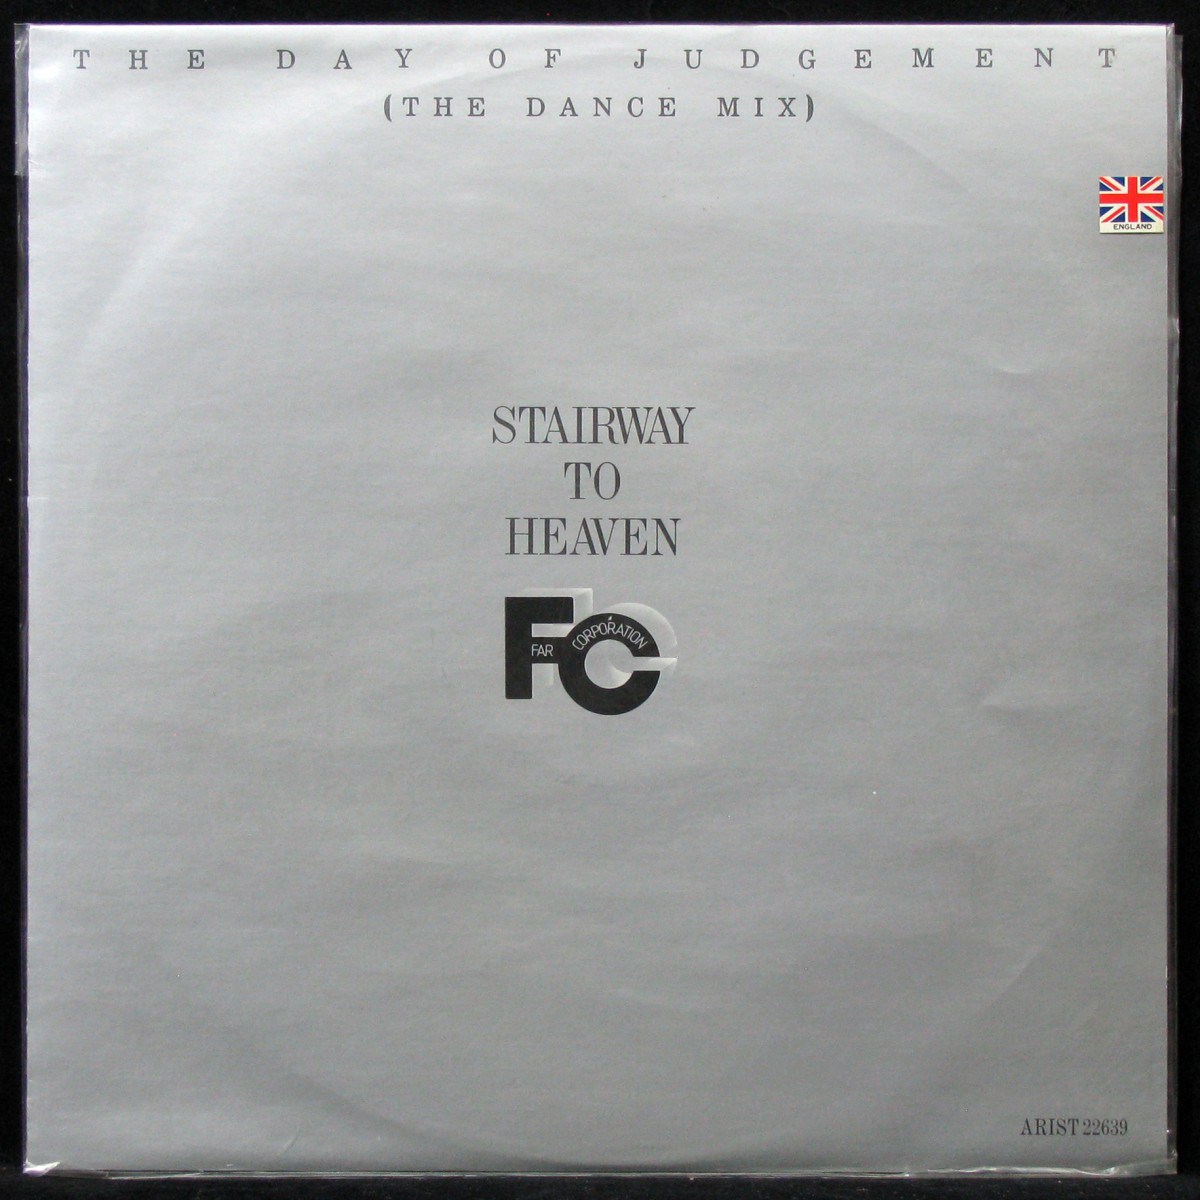 THE DAY OF JUDGEMENT
(THE DANCE MIX)
ENGLAND
STAIRWAY
TO
HEAVEN
FC
FAR CORPORATION
ARIST 22639